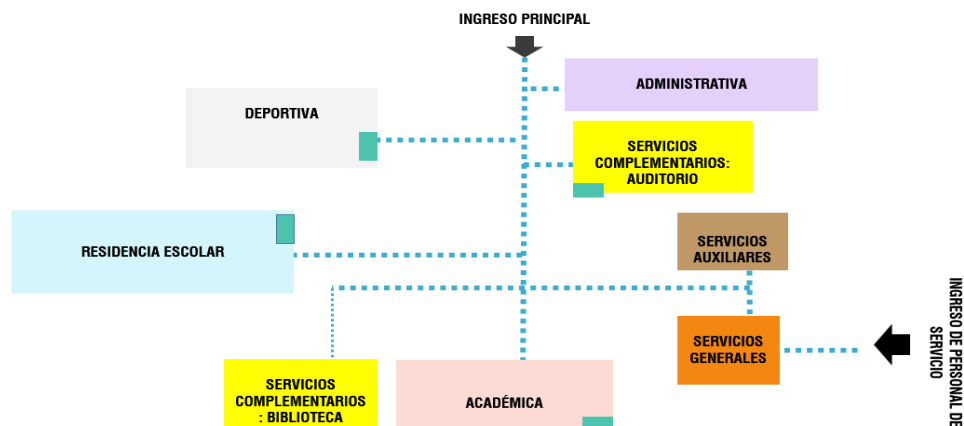 INGRESO PRINCIPAL
ADMINISTRATIVA
DEPORTIVA
SERVICIOS
COMPLEMENTARIOS:
AUDITORIO
RESIDENCIA ESCOLAR
SERVICIOS
AUXILIARES
SERVICIOS
GENERALES
INGRESO DE PERSONAL DE
SERVICIO
SERVICIOS
COMPLEMENTARIOS
: BIBLIOTECA
ACADÉMICA